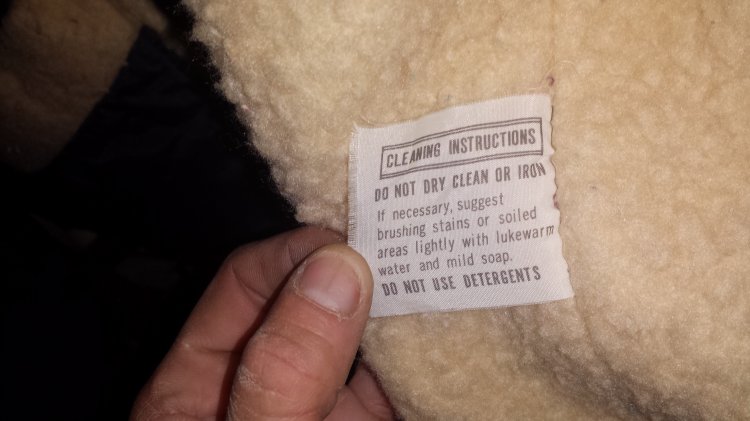 CLEANING INSTRUCTIONS
DO NOT DRY CLEAN OR IRON
If necessary, suggest
brushing stains or soiled
areas lightly with lukewarm
water and mild soap.
DO NOT USE DETERGENTS